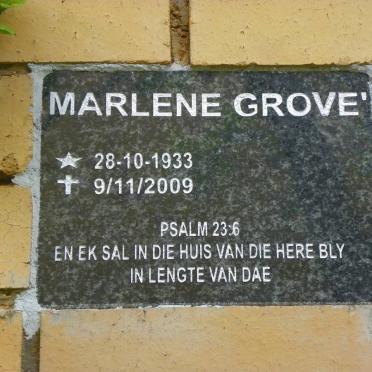 MARLENE GROVE'
28-10-1933
9/11/2009
PSALM 23:6
EN EK SAL IN DIE HUIS VAN DIE HERE BLY
IN LENGTE VAN DAE